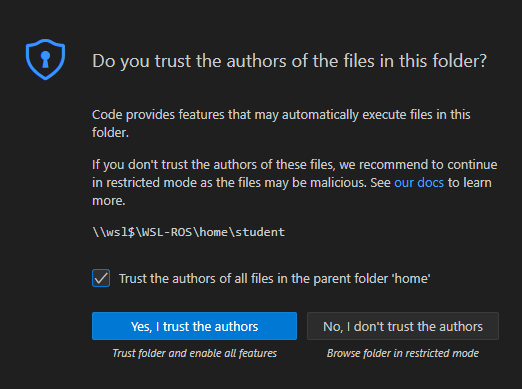 Do you trust the authors of the files in this folder?
Code provides features that may automatically execute files in this
folder.
If you don't trust the authors of these files, we recommend to continue
in restricted mode as the files may be malicious. See our docs to learn
more.
\\wsl$\WSL-ROS\home\student
Trust the authors of all files in the parent folder 'home'
Yes, I trust the authors
No, I don't trust the authors
Trust folder and enable all features
Browse folder in restricted mode